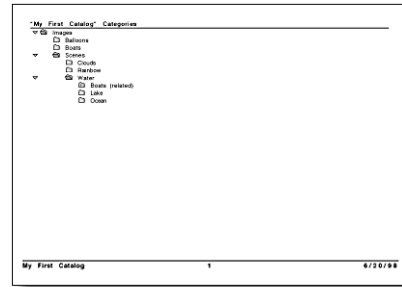 "My First Catalog" Categories
Images
Balloons
Boats
Scenes
Clouds
Rainbow
Water
Boats (related)
Lake
Ocean
My First Catalog 1 6/20/98